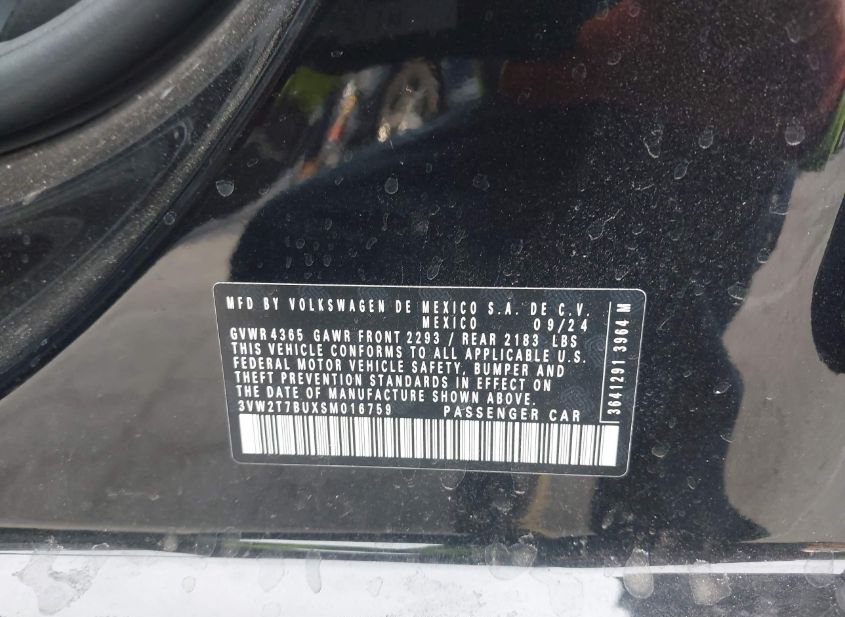 MFD BY VOLKSWAGEN DE MEXICO S.A. DE C.V.
MEXICO 09/24
GVWR 4365 GAWR FRONT 2293 / REAR 2183 LBS
THIS VEHICLE CONFORMS TO ALL APPLICABLE U.S.
FEDERAL MOTOR VEHICLE SAFETY, BUMPER AND
THEFT PREVENTION STANDARDS IN EFFECT ON
THE DATE OF MANUFACTURE SHOWN ABOVE.
3VW2T7BUXSM016759 PASSENGER CAR
3641291 3964 M